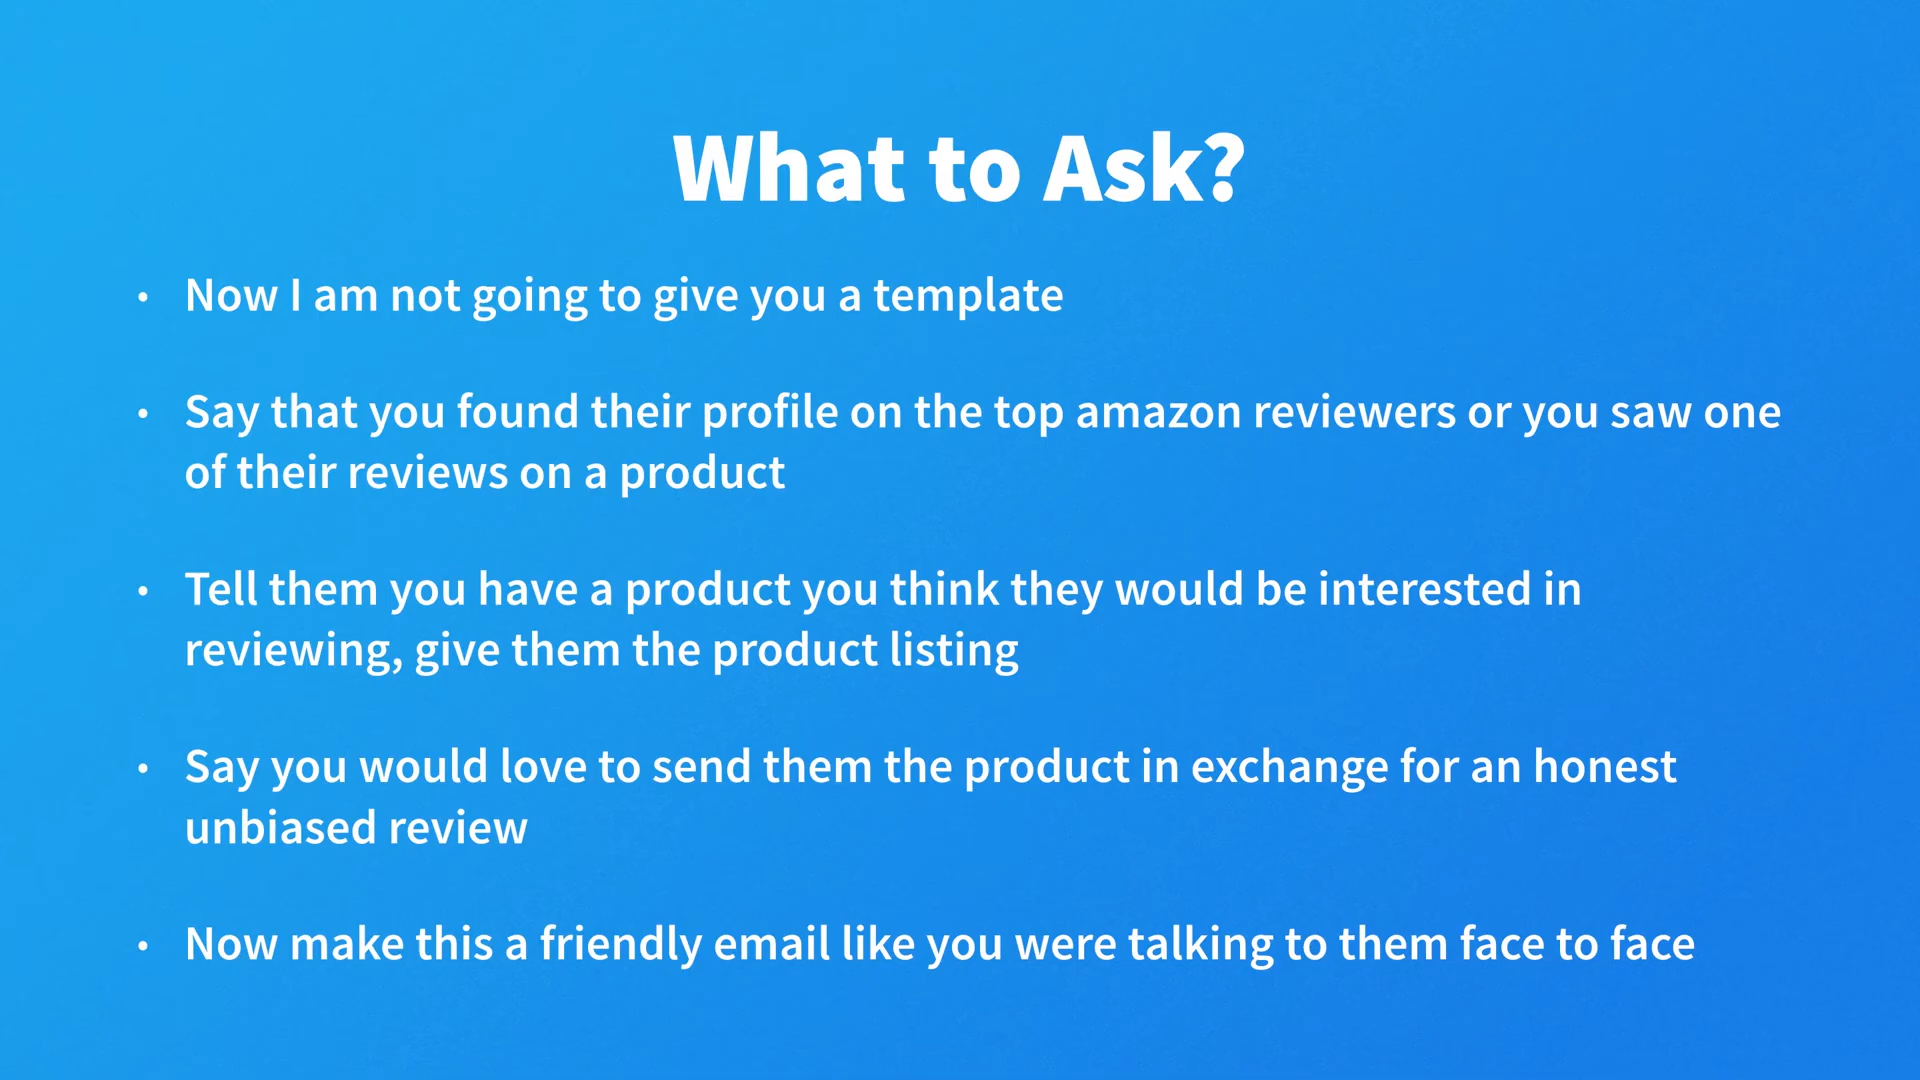 What to Ask?
• Now I am not going to give you a template
• Say that you found their profile on the top amazon reviewers or you saw one
of their reviews on a product
• Tell them you have a product you think they would be interested in
reviewing, give them the product listing
• Say you would love to send them the product in exchange for an honest
unbiased review
• Now make this a friendly email like you were talking to them face to face